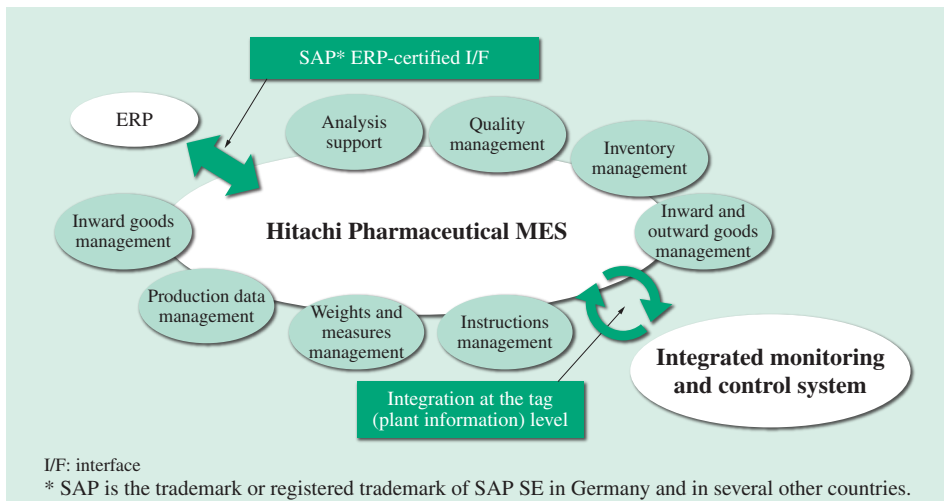 SAP* ERP-certified I/F
ERP
Analysis
support
Quality
management
Inventory
management
Inward goods
management
Hitachi Pharmaceutical MES
Inward and
outward goods
management
Production data
management
Weights and
measures
management
Instructions
management
Integrated monitoring
and control system
Integration at the tag
(plant information) level
I/F: interface
* SAP is the trademark or registered trademark of SAP SE in Germany and in several other countries.